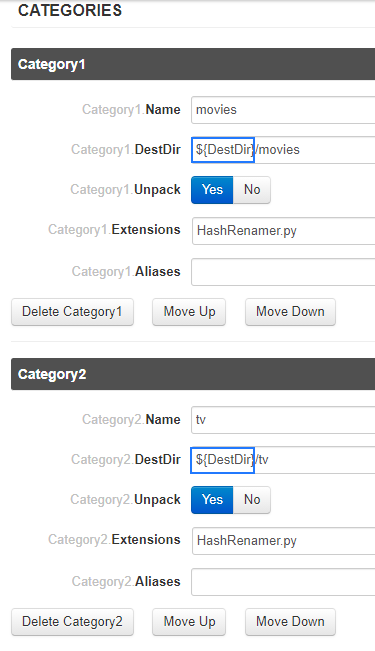 CATEGORIES
Category1
Category1.Name movies
Category1.DestDir ${DestDir}/movies
Category1.Unpack Yes No
Category1.Extensions HashRenamer.py
Category1.Aliases
Delete Category1 Move Up Move Down
Category2
Category2.Name tv
Category2.DestDir ${DestDir}/tv
Category2.Unpack Yes No
Category2.Extensions HashRenamer.py
Category2.Aliases
Delete Category2 Move Up Move Down